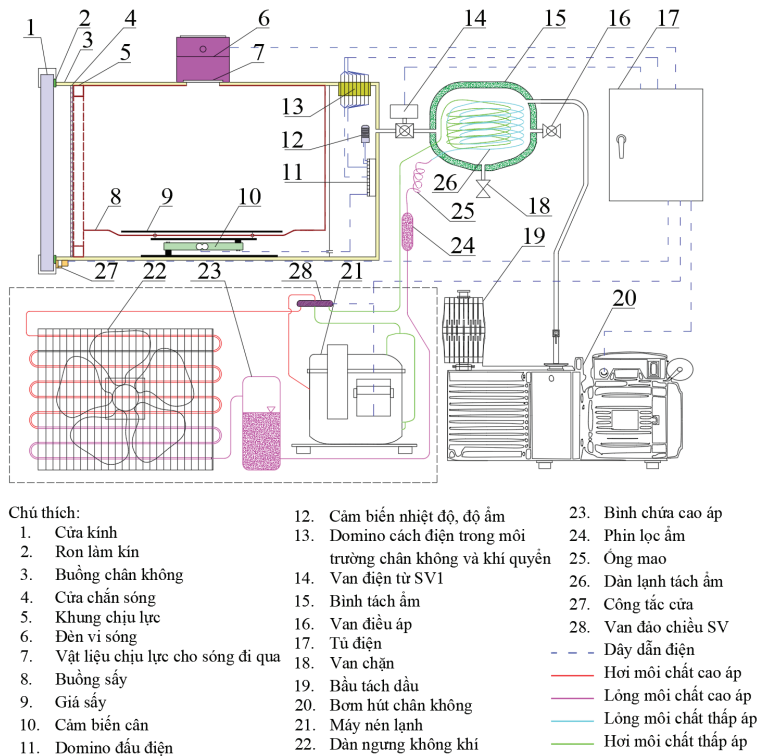 1 2 3 4 5 6 7 14 15 16 17
13
12
11
8 9 10
26 18
25
24
19
27 22 23 28 21
20
Chú thích:
1. Cửa kính
2. Ron làm kín
3. Buồng chân không
4. Cửa chắn sóng
5. Khung chịu lực
6. Đèn vi sóng
7. Vật liệu chịu lực cho sóng đi qua
8. Buồng sấy
9. Giá sấy
10. Cảm biến cân
11. Domino đấu điện
12. Cảm biến nhiệt độ, độ ẩm
13. Domino cách điện trong môi
trường chân không và khí quyển
14. Van điện từ SV1
15. Bình tách ẩm
16. Van điều áp
17. Tủ điện
18. Van chặn
19. Bầu tách dầu
20. Bơm hút chân không
21. Máy nén lạnh
22. Dàn ngưng không khí
23. Bình chứa cao áp
24. Phin lọc ẩm
25. Ống mao
26. Dàn lạnh tách ẩm
27. Công tắc cửa
28. Van đảo chiều SV
Dây dẫn điện
Hơi môi chất cao áp
Lỏng môi chất cao áp
Lỏng môi chất thấp áp
Hơi môi chất thấp áp